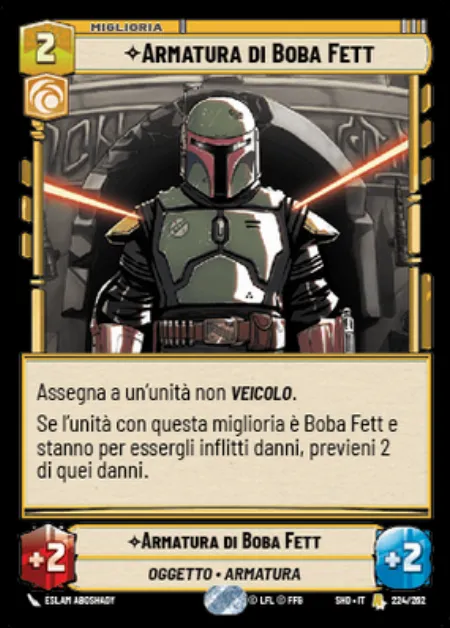 MIGLIORIA
2
✧ARMATURA DI BOBA FETT
Assegna a un'unità non VEICOLO.
Se l'unità con questa miglioria è Boba Fett e
stanno per essergli inflitti danni, previeni 2
di quei danni.
+2
✧ARMATURA DI BOBA FETT
OGGETTO • ARMATURA
+2
ESLAM ABOSHADY
© LFL © FFG
SHD • IT
224/262